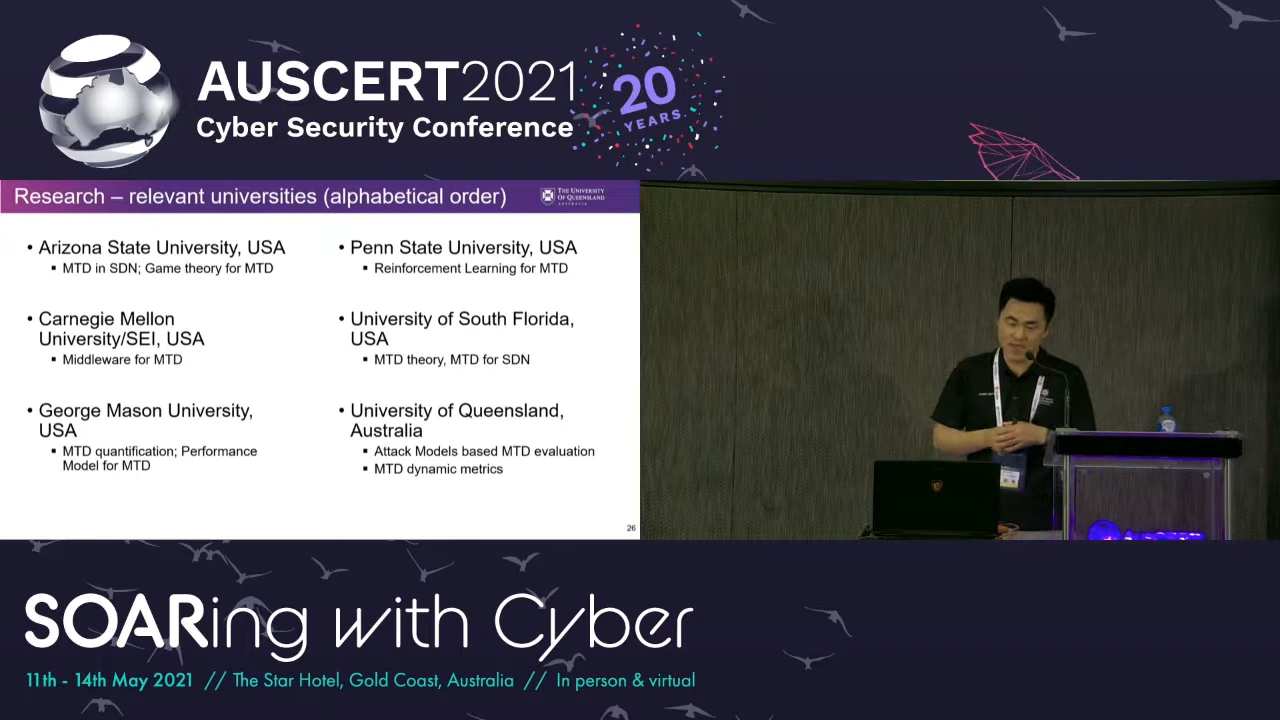 AUSCERT2021
Cyber Security Conference
20
YEARS
Research – relevant universities (alphabetical order)
THE UNIVERSITY
OF QUEENSLAND
AUSTRALIA
• Arizona State University, USA
▪ MTD in SDN; Game theory for MTD
• Carnegie Mellon
University/SEI, USA
▪ Middleware for MTD
• George Mason University,
USA
▪ MTD quantification; Performance
Model for MTD
• Penn State University, USA
▪ Reinforcement Learning for MTD
• University of South Florida,
USA
▪ MTD theory, MTD for SDN
• University of Queensland,
Australia
▪ Attack Models based MTD evaluation
▪ MTD dynamic metrics
26
SOARing with Cyber
11th - 14th May 2021 // The Star Hotel, Gold Coast, Australia // In person & virtual